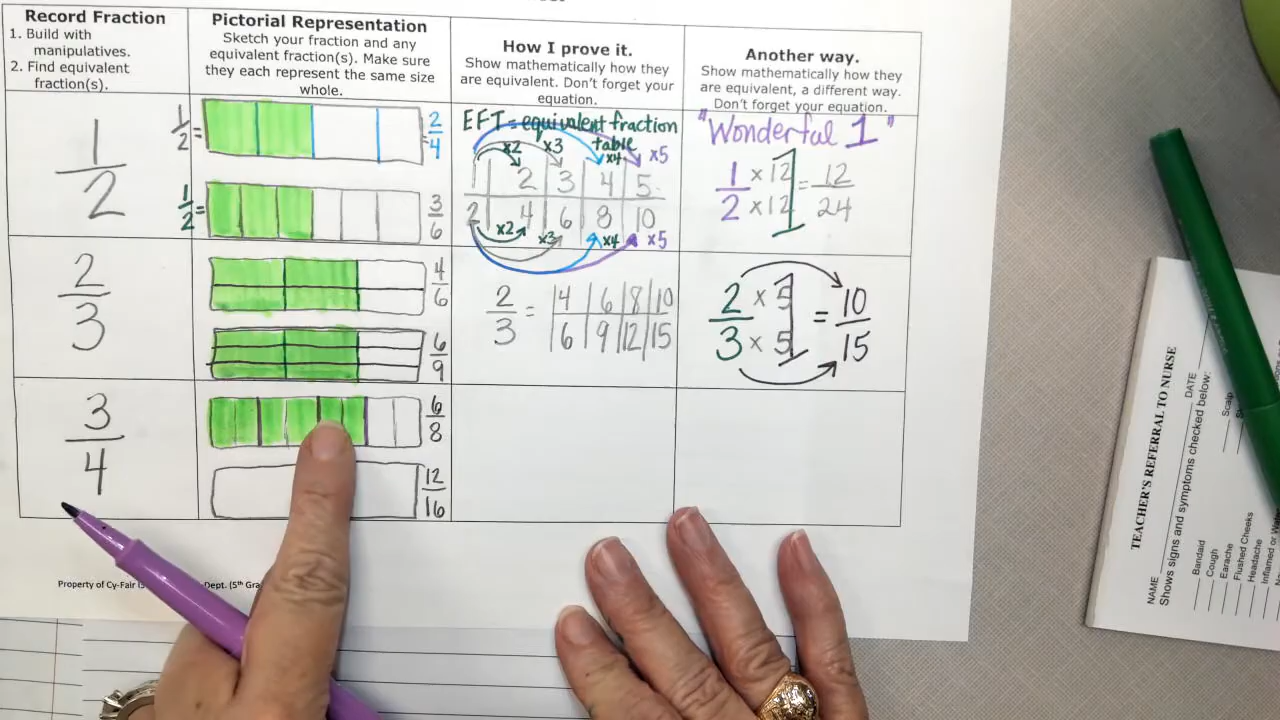 Record Fraction
1. Build with
manipulatives.
2. Find equivalent
fraction(s).
Pictorial Representation
Sketch your fraction and any
equivalent fraction(s). Make sure
they each represent the same size
whole.
How I prove it.
Show mathematically how they
are equivalent. Don't forget your
equation.
Another way.
Show mathematically how they
are equivalent, a different way.
Don't forget your equation.
1/2
1/2 =
= 2/4
1/2 =
3/6
EFT = equivalent fraction
table
x2 x3 x4 x5
1 2 3 4 5
2 4 6 8 10
x2 x3 x4 x5
"Wonderful 1"
1/2 x 12/x 12 = 12/24
2/3
4/6
6/9
2/3 = 4 6 8 10
6 9 12 15
2/3 x 5/x 5 = 10/15
3/4
6/8
12/16
Property of Cy-Fair
Dept. (5th
TEACHER'S REFERRAL TO NURSE
NAME
DATE
Shows signs and symptoms checked below:
Bandaid
Cough
Earache
Flushed Cheeks
Headache
Inflamed or
Scalp